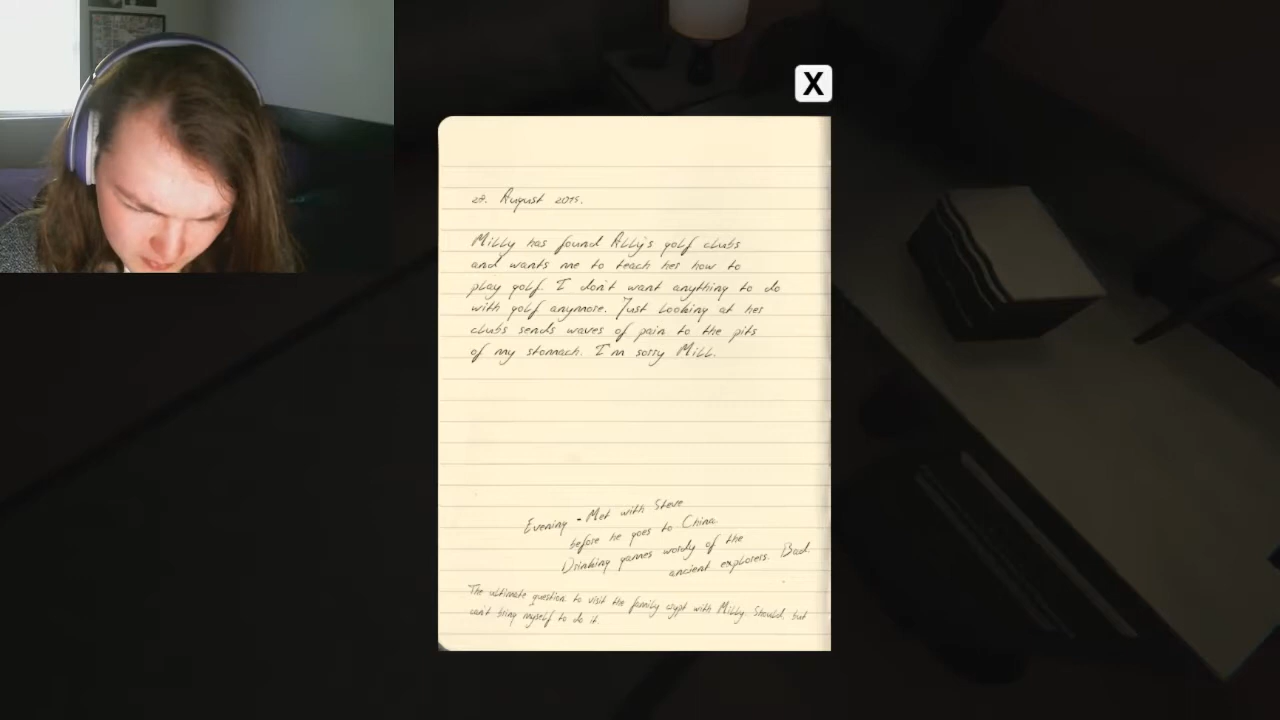 X
August 2015.
Milly has found Ally's golf clubs
and wants me to teach her how to
play golf. I don't want anything to do
with golf anymore. Just looking at her
clubs sends waves of pain to the pits
of my stomach. I'm sorry Mill.
Evening - Met with Steve
before he goes to China.
Drinking games wordy of the
ancient explorers. Bad.
The ultimate question. to visit the family crypt with Milly. Should, but
can't bring myself to do it.